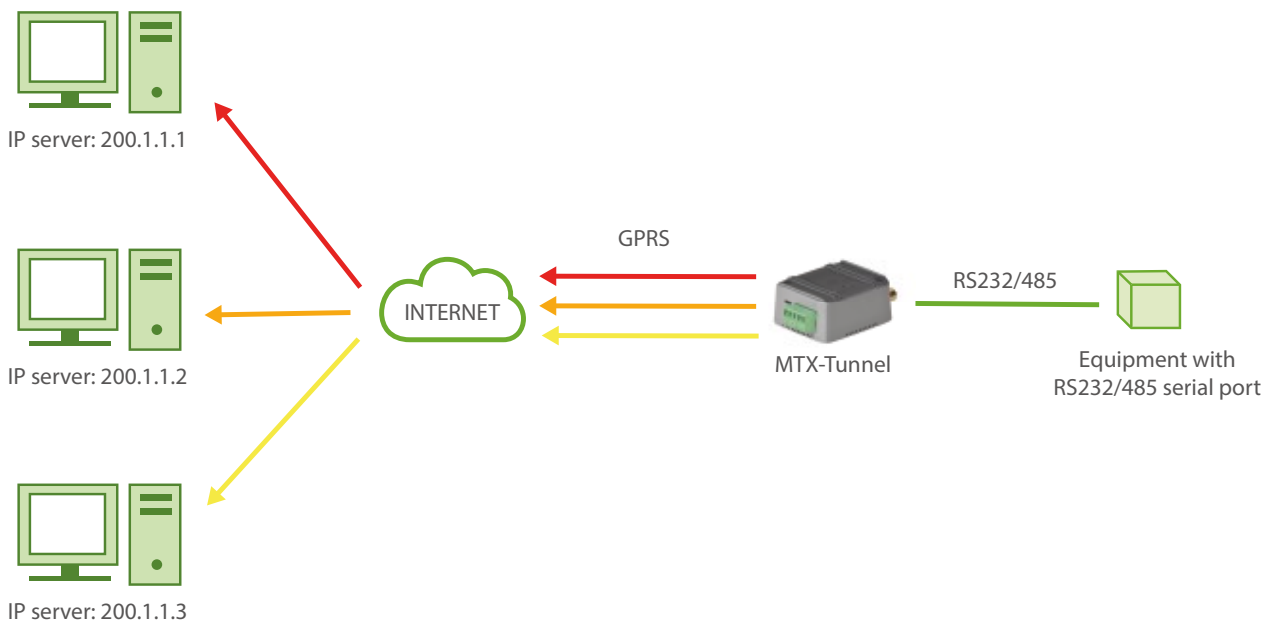 IP server: 200.1.1.1
GPRS
IP server: 200.1.1.2
INTERNET
MTX-Tunnel
RS232/485
Equipment with
RS232/485 serial port
IP server: 200.1.1.3